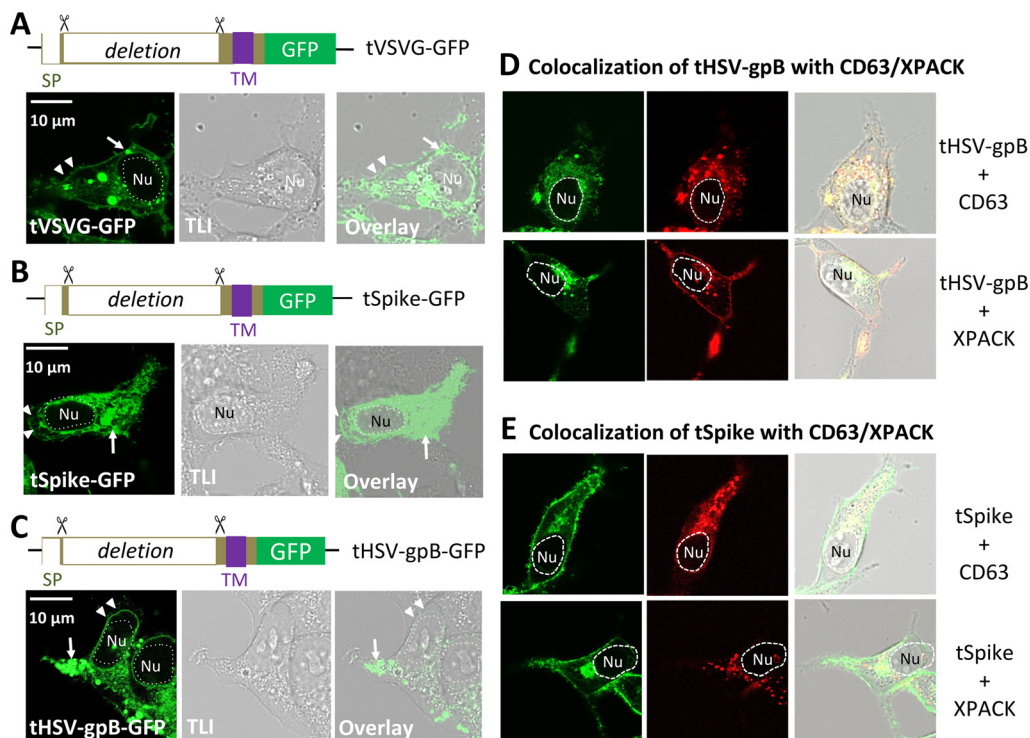 A
deletion
GFP
tVSVG-GFP
SP
TM
10 µm
Nu
tVSVG-GFP
Nu
TLI
Nu
Overlay
B
deletion
GFP
tSpike-GFP
SP
TM
10 µm
Nu
tSpike-GFP
Nu
TLI
Nu
Overlay
C
deletion
GFP
tHSV-gpB-GFP
SP
TM
10 µm
Nu
Nu
tHSV-gpB-GFP
TLI
Overlay
D Colocalization of tHSV-gpB with CD63/XPACK
Nu
Nu
Nu
tHSV-gpB
+
CD63
Nu
Nu
Nu
tHSV-gpB
+
XPACK
E Colocalization of tSpike with CD63/XPACK
Nu
Nu
Nu
tSpike
+
CD63
Nu
Nu
Nu
tSpike
+
XPACK